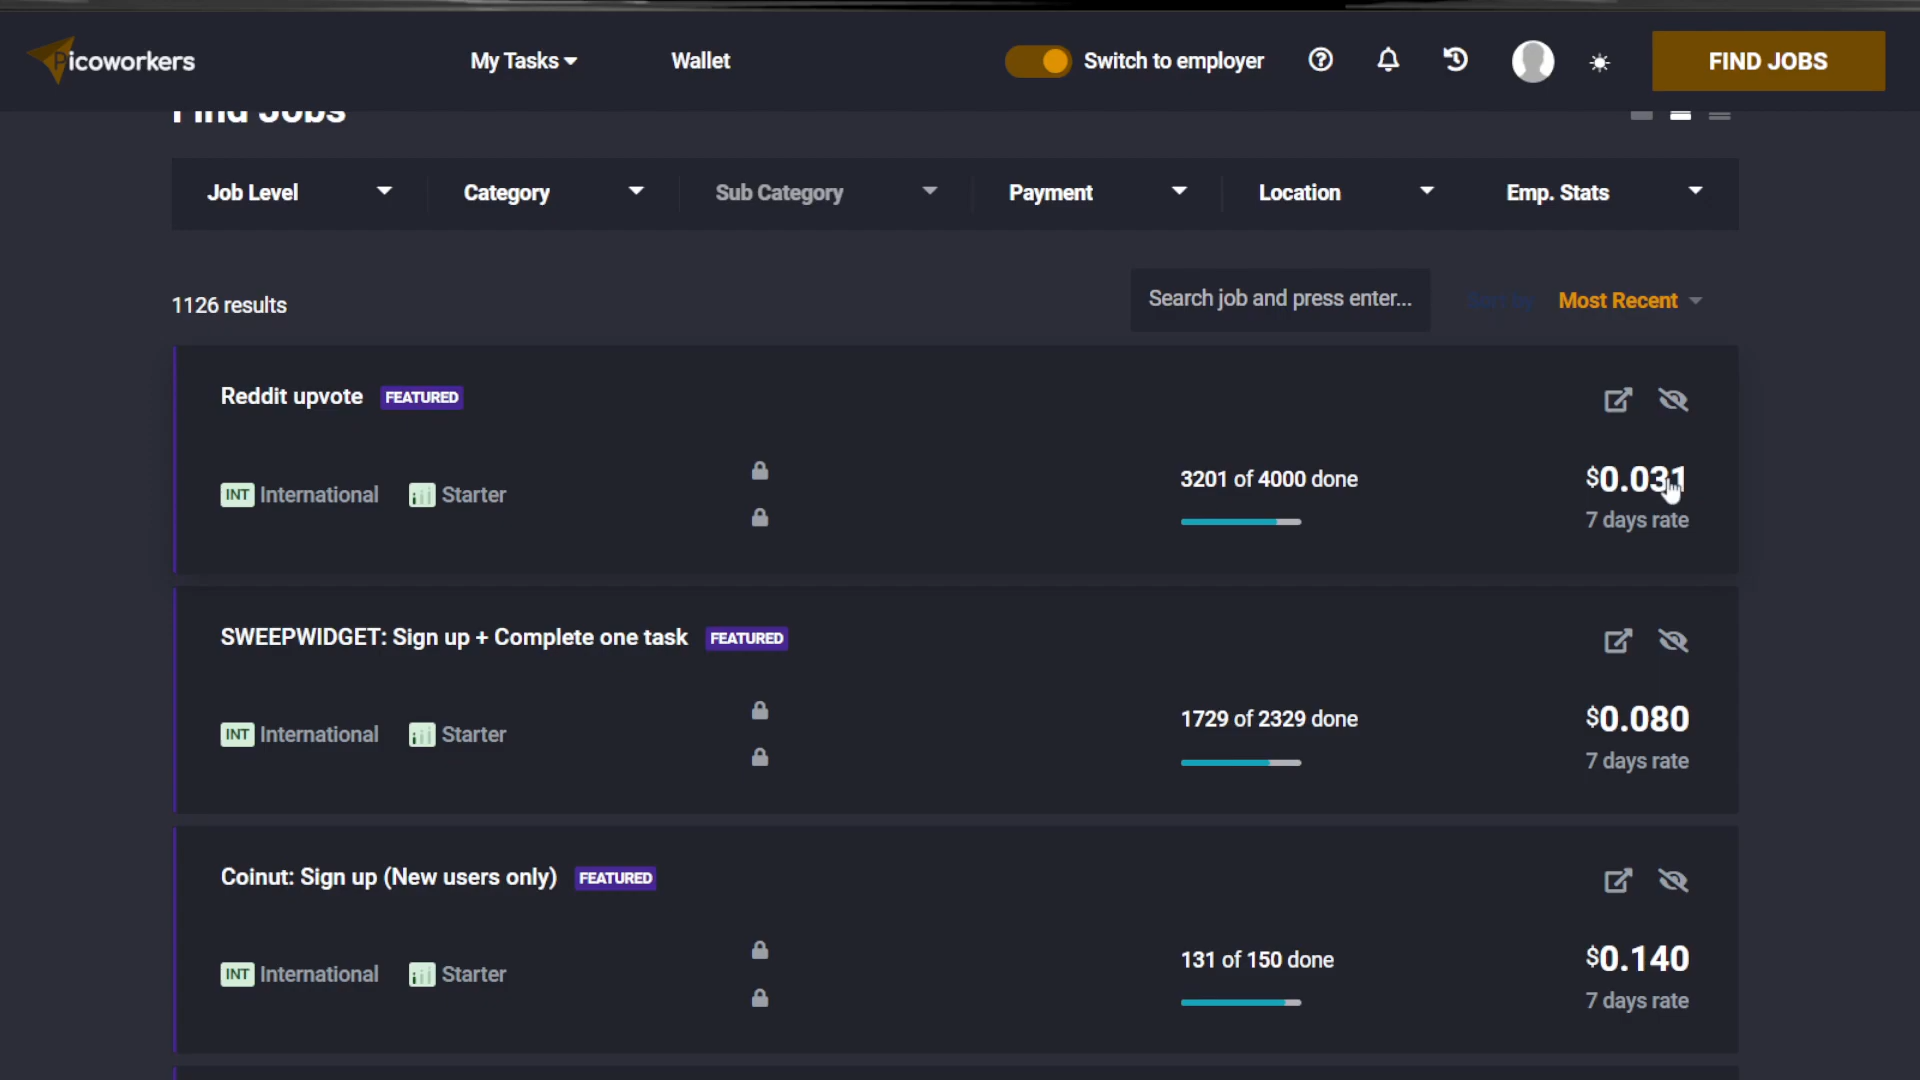 Picoworkers
My Tasks
Wallet
Switch to employer
FIND JOBS
Find Jobs
Job Level
Category
Sub Category
Payment
Location
Emp. Stats
1126 results
Search job and press enter...
Sort by
Most Recent
Reddit upvote
FEATURED
INT International
Starter
3201 of 4000 done
$0.031
7 days rate
SWEEPWIDGET: Sign up + Complete one task
FEATURED
INT International
Starter
1729 of 2329 done
$0.080
7 days rate
Coinut: Sign up (New users only)
FEATURED
INT International
Starter
131 of 150 done
$0.140
7 days rate